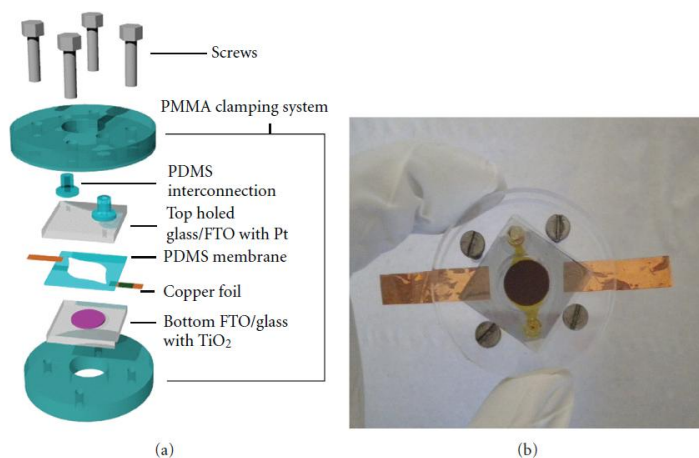 Screws
PMMA clamping system
PDMS
interconnection
Top holed
glass/FTO with Pt
PDMS membrane
Copper foil
Bottom FTO/glass
with TiO₂
(a)
(b)